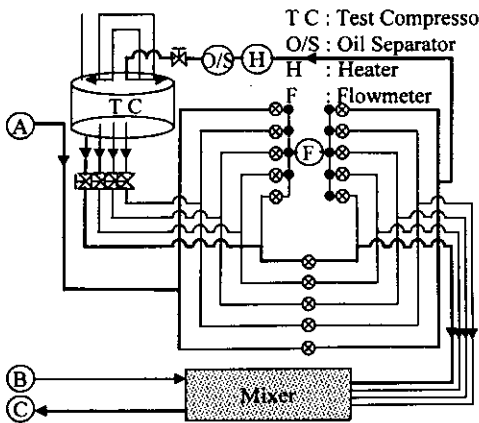 T C : Test Compresso
O/S : Oil Separator
H : Heater
F : Flowmeter
O/S
H
T C
A
F
B
C
Mixer